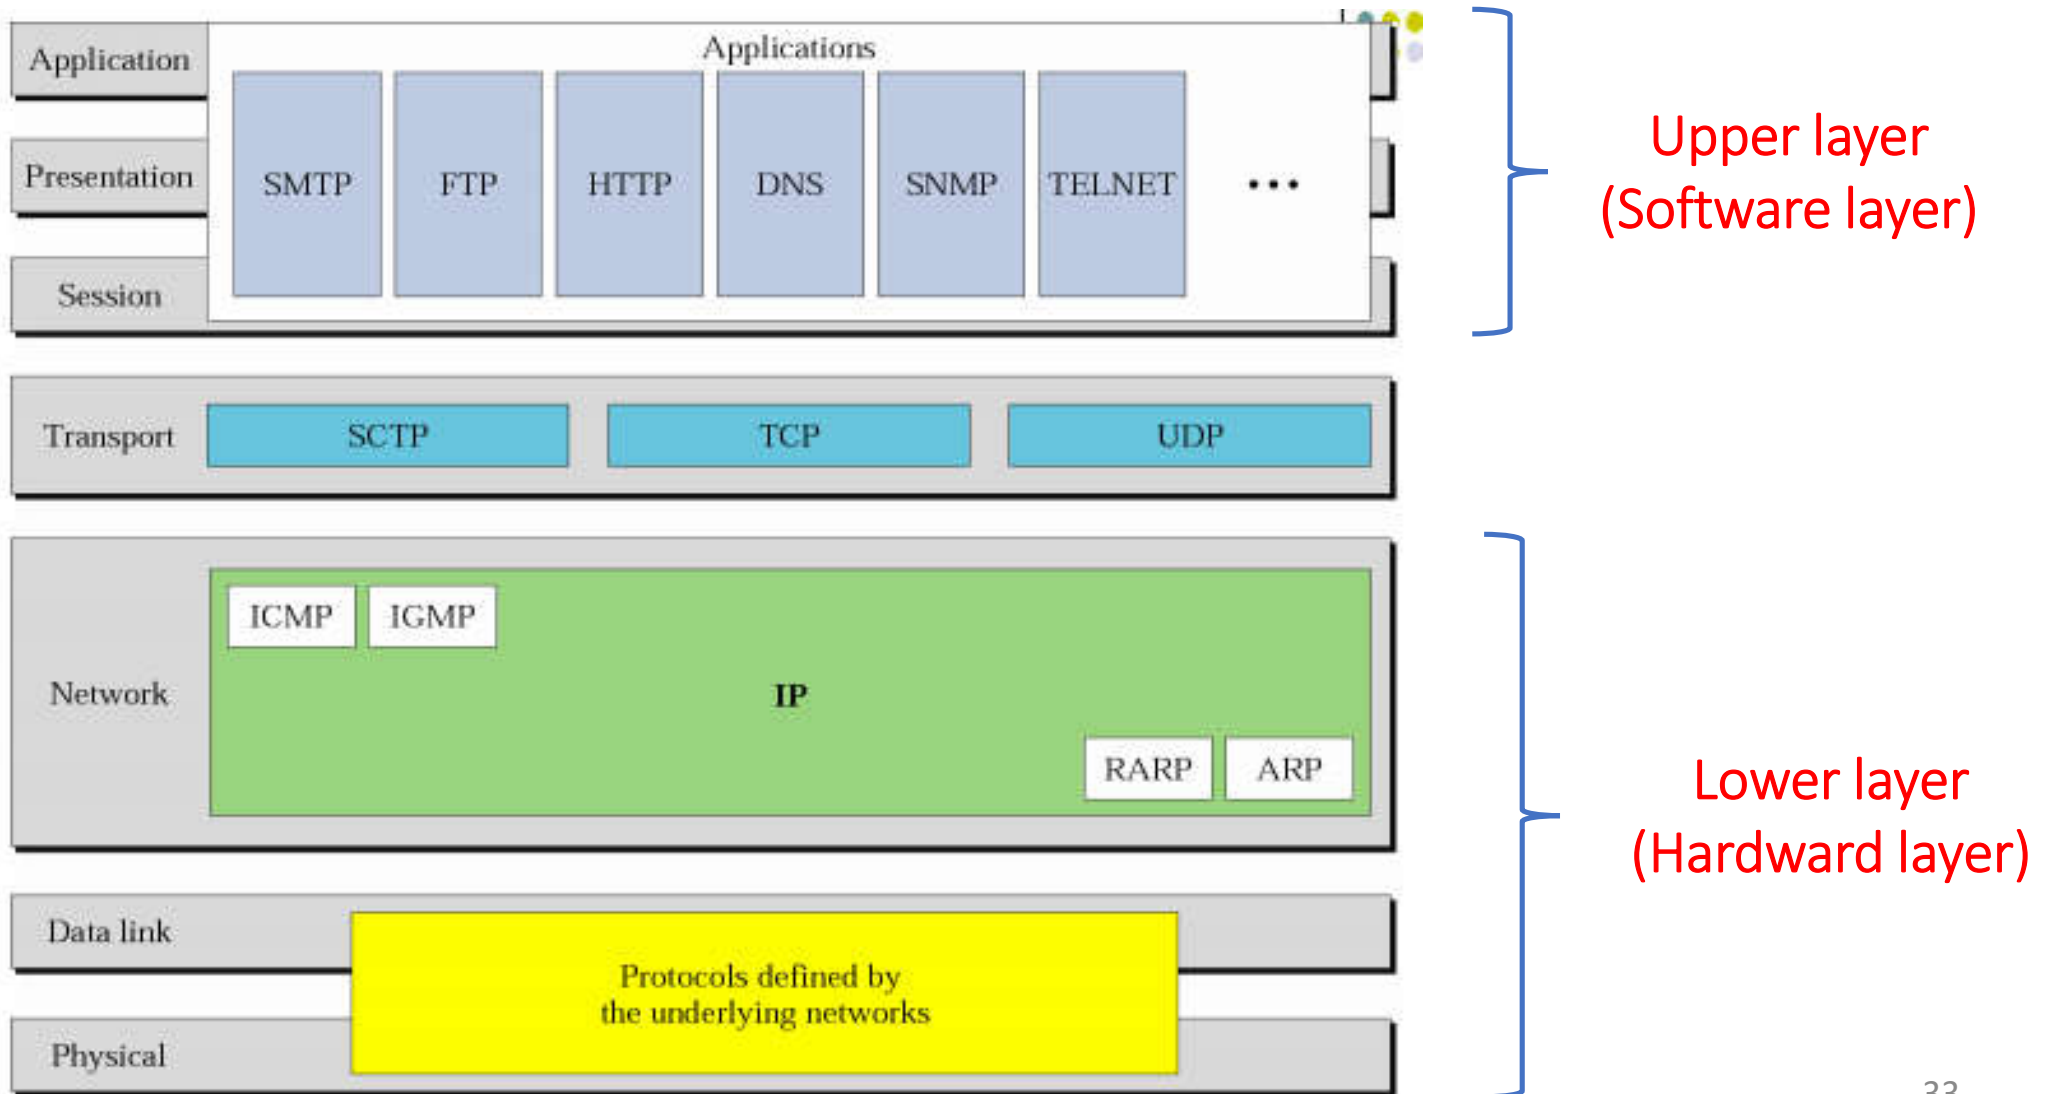 Application
Applications
Presentation
SMTP
FTP
HTTP
DNS
SNMP
TELNET
...
Session
Upper layer
(Software layer)
Transport
SCTP
TCP
UDP
Network
ICMP
IGMP
IP
RARP
ARP
Lower layer
(Hardward layer)
Data link
Protocols defined by
the underlying networks
Physical
33